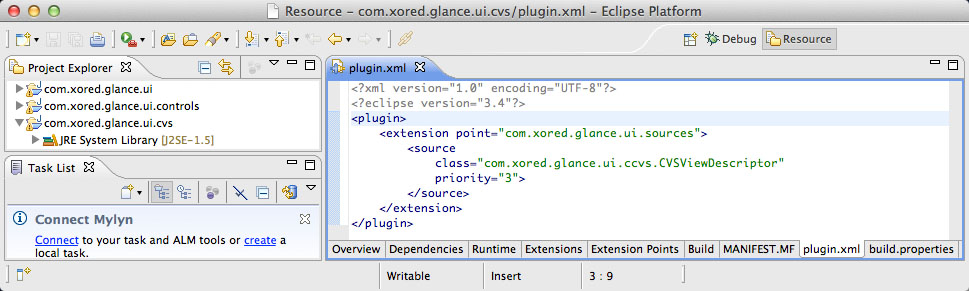 Resource – com.xored.glance.ui.cvs/plugin.xml – Eclipse Platform
Debug
Resource
Project Explorer
com.xored.glance.ui
com.xored.glance.ui.controls
com.xored.glance.ui.cvs
JRE System Library [J2SE-1.5]
Task List
Connect Mylyn
Connect to your task and ALM tools or create a
local task.
plugin.xml
<?xml version="1.0" encoding="UTF-8"?>
<?eclipse version="3.4"?>
<plugin>
<extension point="com.xored.glance.ui.sources">
<source
class="com.xored.glance.ui.ccvs.CVSViewDescriptor"
priority="3">
</source>
</extension>
</plugin>
Overview Dependencies Runtime Extensions Extension Points Build MANIFEST.MF plugin.xml build.properties
Writable Insert 3 : 9